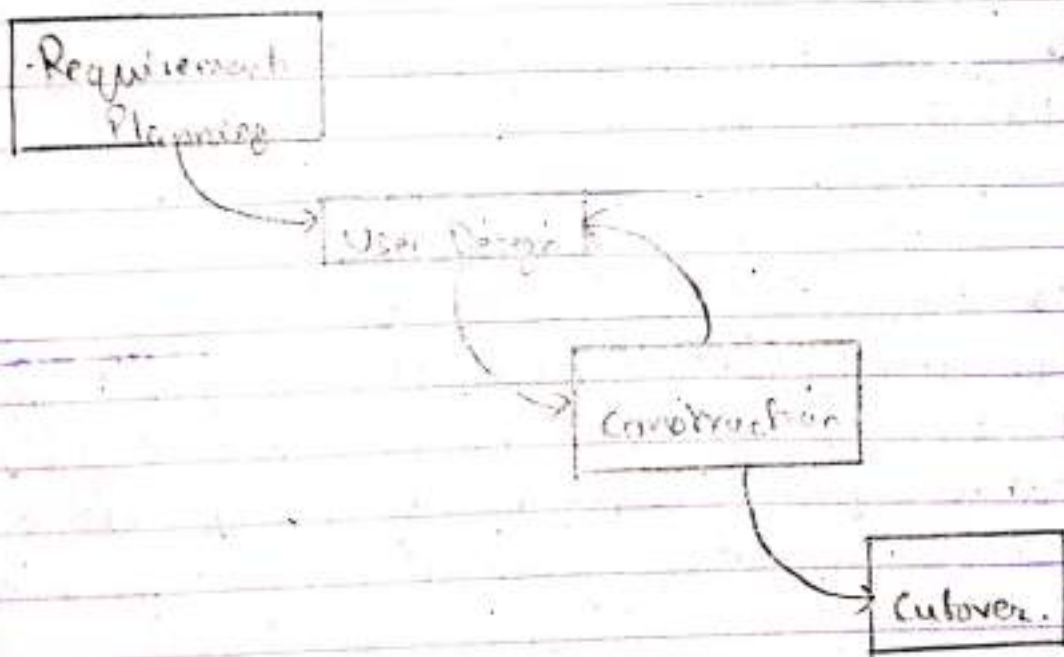 Requirement
Planning
User Design
Construction
Cutover.